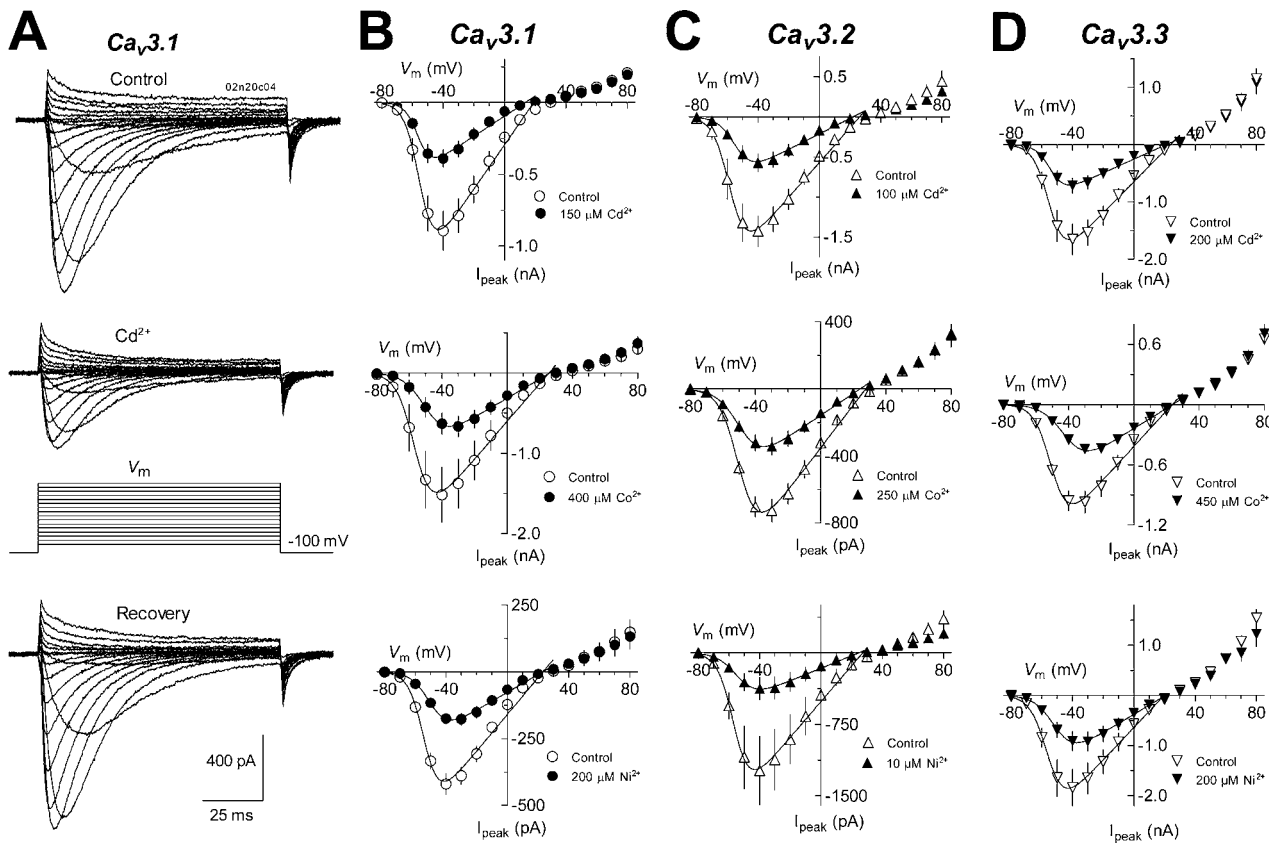 A B C D
Cav3.1 Cav3.1 Cav3.2 Cav3.3
Control
02n20c04
Cd2+
Vm
-100 mV
Recovery
400 pA
25 ms
Vm (mV)
-80 -40 40 80
-0.5
-1.0
Control
150 µM Cd2+
Ipeak (nA)
Vm (mV)
-80 -40 40 80
-1.0
-2.0
Control
400 µM Co2+
Ipeak (nA)
250
Vm (mV)
-80 -40 40 80
-250
-500
Control
200 µM Ni2+
Ipeak (pA)
0.5
Vm (mV)
-80 -40 40 80
-0.5
-1.5
Control
100 µM Cd2+
Ipeak (nA)
400
Vm (mV)
-80 -40 40 80
-400
-800
Control
250 µM Co2+
Ipeak (pA)
Vm (mV)
-80 -40 40 80
-750
-1500
Control
10 µM Ni2+
Ipeak (pA)
1.0
Vm (mV)
-80 -40 40 80
-1.0
-2.0
Control
200 µM Cd2+
Ipeak (nA)
0.6
Vm (mV)
-80 -40 40 80
-0.6
-1.2
Control
450 µM Co2+
Ipeak (nA)
1.0
Vm (mV)
-80 -40 40 80
-1.0
-2.0
Control
200 µM Ni2+
Ipeak (nA)